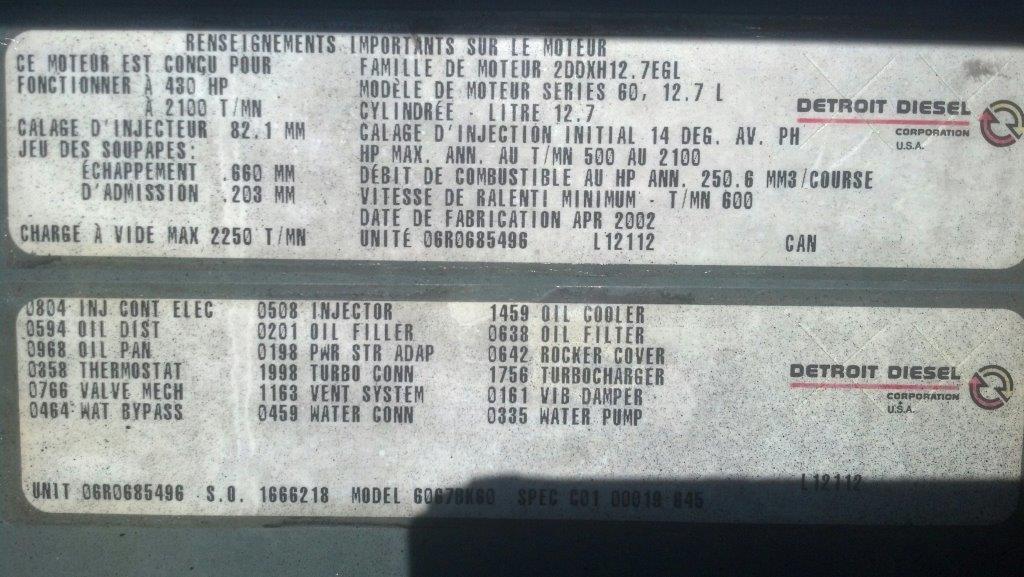 RENSEIGNEMENTS IMPORTANTS SUR LE MOTEUR
CE MOTEUR EST CONÇU POUR
FONCTIONNER À 430 HP
À 2100 T/MN
CALAGE D'INJECTEUR 82.1 MM
JEU DES SOUPAPES:
ÉCHAPPEMENT .660 MM
D'ADMISSION .203 MM
CHARGE À VIDE MAX 2250 T/MN
FAMILLE DE MOTEUR 2DDXH12.7EGL
MODÈLE DE MOTEUR SERIES 60, 12.7 L
CYLINDRÉE - LITRE 12.7
CALAGE D'INJECTION INITIAL 14 DEG. AV. PH
HP MAX. ANN. AU T/MN 500 AU 2100
DÉBIT DE COMBUSTIBLE AU HP ANN. 250.6 MM3/COURSE
VITESSE DE RALENTI MINIMUM - T/MN 600
DATE DE FABRICATION APR 2002
UNITÉ 06R0685496 L12112 CAN
DETROIT DIESEL
CORPORATION
U.S.A.
0804 INJ CONT ELEC 0508 INJECTOR 1459 OIL COOLER
0594 OIL DIST 0201 OIL FILLER 0638 OIL FILTER
0968 OIL PAN 0198 PWR STR ADAP 0642 ROCKER COVER
0358 THERMOSTAT 1998 TURBO CONN 1756 TURBOCHARGER
0766 VALVE MECH 1163 VENT SYSTEM 0161 VIB DAMPER
0464 WAT BYPASS 0459 WATER CONN 0335 WATER PUMP
DETROIT DIESEL
CORPORATION
U.S.A.
L12112
UNIT 06R0685496 S.O. 1666218 MODEL 6067BK60 SPEC C01 00019 845